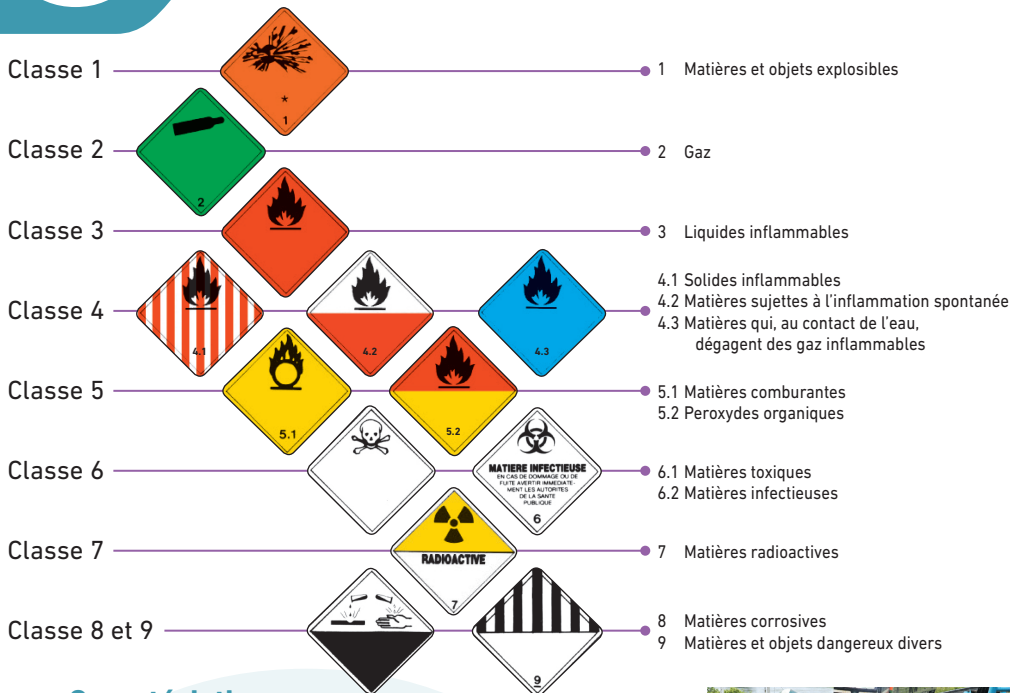 Classe 1
*
1
1 Matières et objets explosibles
Classe 2
2
2 Gaz
Classe 3
3 Liquides inflammables
Classe 4
4.1
4.2
4.3
4.1 Solides inflammables
4.2 Matières sujettes à l'inflammation spontanée
4.3 Matières qui, au contact de l'eau,
dégagent des gaz inflammables
Classe 5
5.1
5.2
5.1 Matières comburantes
5.2 Peroxydes organiques
Classe 6
MATIERE INFECTIEUSE
EN CAS DE DOMMAGE OU DE
FUITE AVERTIR IMMEDIATE-
MENT LES AUTORITES
DE LA SANTE
PUBLIQUE
6
6.1 Matières toxiques
6.2 Matières infectieuses
Classe 7
RADIOACTIVE
7
7 Matières radioactives
Classe 8 et 9
9
8 Matières corrosives
9 Matières et objets dangereux divers